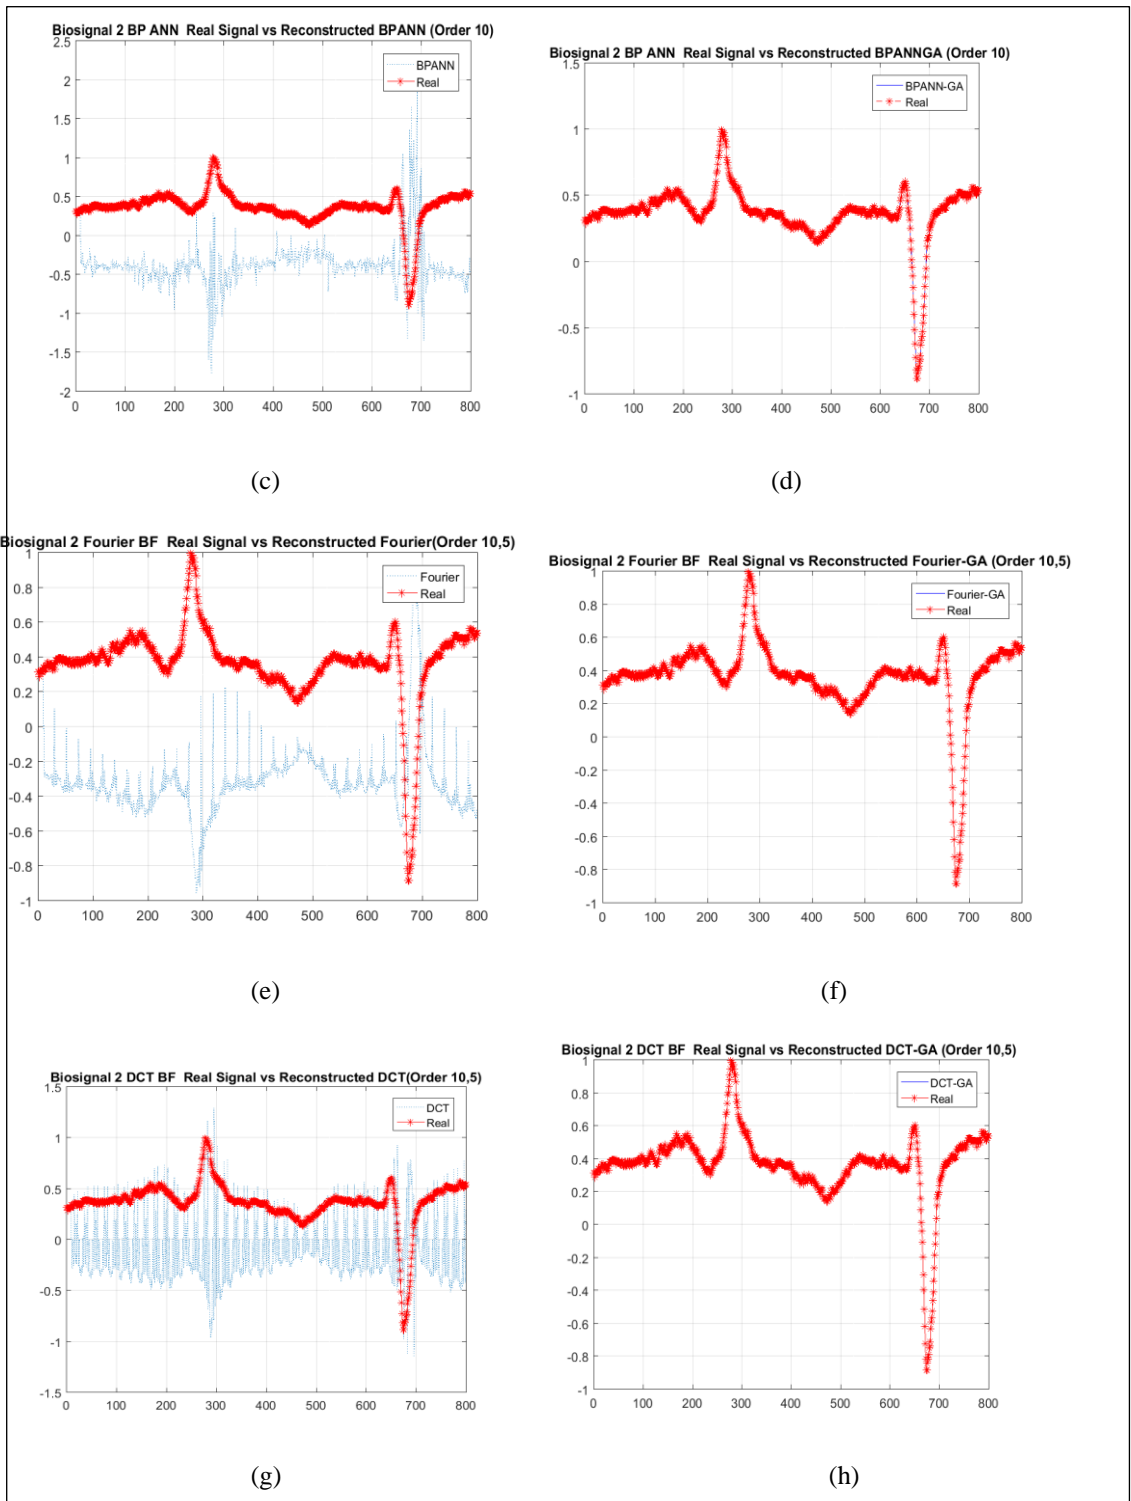 Biosignal 2 BP ANN Real Signal vs Reconstructed BPANN (Order 10)
2.5
2
1.5
1
0.5
0
-0.5
-1
-1.5
-2
0 100 200 300 400 500 600 700 800
BPANN
Real
(c)
Biosignal 2 BP ANN Real Signal vs Reconstructed BPANNGA (Order 10)
1.5
1
0.5
0
-0.5
-1
0 100 200 300 400 500 600 700 800
BPANN-GA
Real
(d)
Biosignal 2 Fourier BF Real Signal vs Reconstructed Fourier(Order 10,5)
1
0.8
0.6
0.4
0.2
0
-0.2
-0.4
-0.6
-0.8
-1
0 100 200 300 400 500 600 700 800
Fourier
Real
(e)
Biosignal 2 Fourier BF Real Signal vs Reconstructed Fourier-GA (Order 10,5)
1
0.8
0.6
0.4
0.2
0
-0.2
-0.4
-0.6
-0.8
-1
0 100 200 300 400 500 600 700 800
Fourier-GA
Real
(f)
Biosignal 2 DCT BF Real Signal vs Reconstructed DCT(Order 10,5)
1.5
1
0.5
0
-0.5
-1
-1.5
0 100 200 300 400 500 600 700 800
DCT
Real
(g)
Biosignal 2 DCT BF Real Signal vs Reconstructed DCT-GA (Order 10,5)
1
0.8
0.6
0.4
0.2
0
-0.2
-0.4
-0.6
-0.8
-1
0 100 200 300 400 500 600 700 800
DCT-GA
Real
(h)